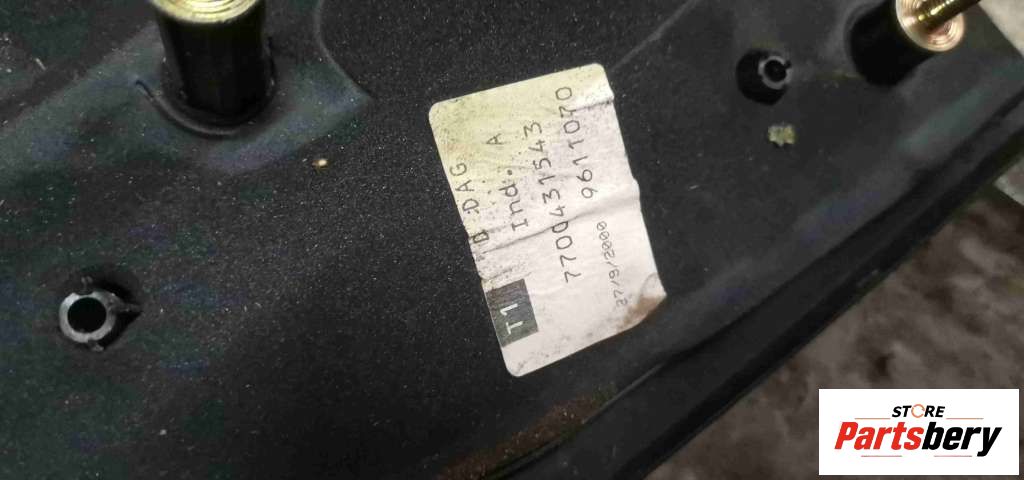 D DAG
Ind. A
7700431543
9611070
27/9/2000
T1
STORE
Partsbery